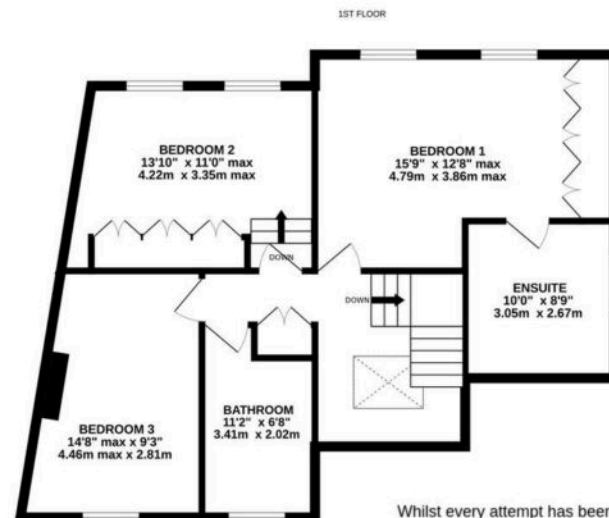 1ST FLOOR
BEDROOM 2
13'10" x 11'0" max
4.22m x 3.35m max
BEDROOM 1
15'9" x 12'8" max
4.79m x 3.86m max
DOWN
DOWN
ENSUITE
10'0" x 8'9"
3.05m x 2.67m
BATHROOM
11'2" x 6'8"
3.41m x 2.02m
BEDROOM 3
14'8" max x 9'3"
4.46m max x 2.81m
Whilst every attempt has been